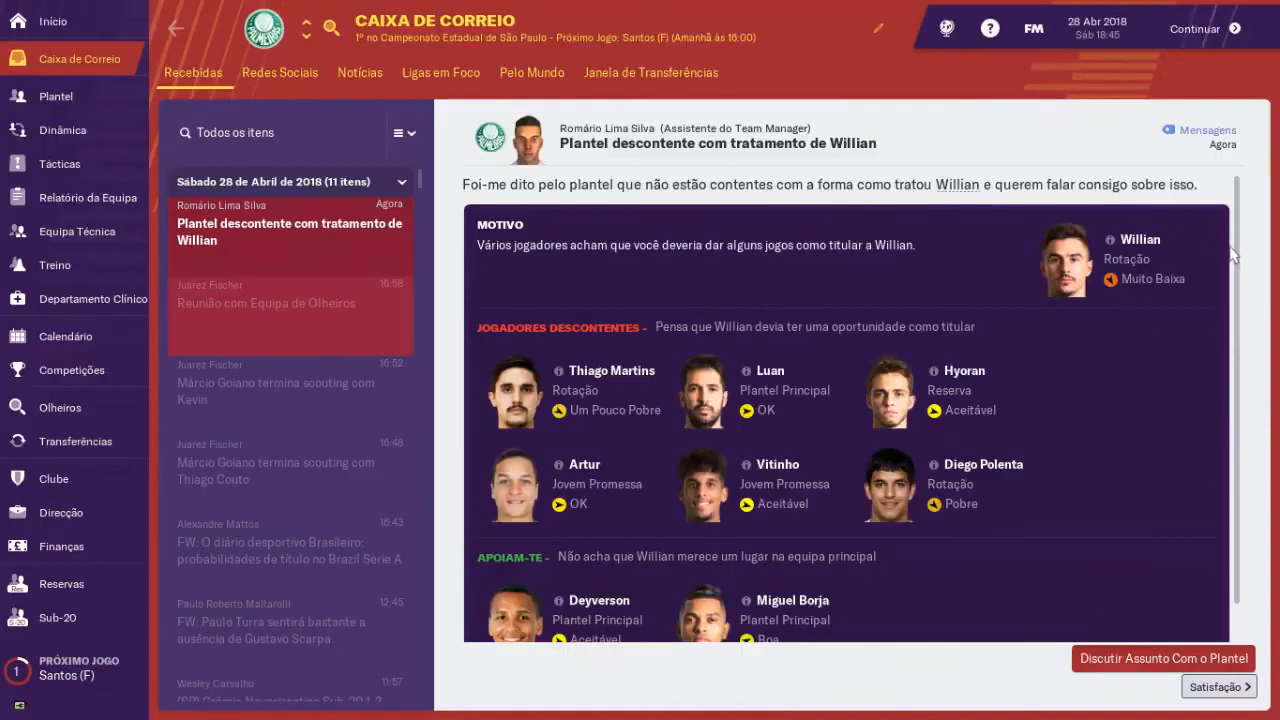 Início
Caixa de Correio
Plantel
Dinâmica
Tácticas
Relatório da Equipa
Equipa Técnica
Treino
Departamento Clínico
Calendário
Competições
Olheiros
Transferências
Clube
Direcção
Finanças
Reservas
Sub-20
PRÓXIMO JOGO
1 Santos (F)
CAIXA DE CORREIO
1º no Campeonato Estadual de São Paulo - Próximo Jogo: Santos (F) (Amanhã às 16:00)
FM
28 Abr 2018
Sáb 18:45
Continuar
Recebidas Redes Sociais Notícias Ligas em Foco Pelo Mundo Janela de Transferências
Todos os itens
Sábado 28 de Abril de 2018 (11 itens)
Romário Lima Silva Agora
Plantel descontente com tratamento de
Willian
Juarez Fischer 16:58
Reunião com Equipa de Olheiros
Juarez Fischer 16:52
Márcio Goiano termina scouting com
Kevin
Juarez Fischer 16:48
Márcio Goiano termina scouting com
Thiago Couto
Alexandre Mattos 16:43
FW: O diário desportivo Brasileiro:
probabilidades de título no Brazil Serie A
Paulo Roberto Maltarolli 12:45
FW: Paulo Turra sentirá bastante a
ausência de Gustavo Scarpa
Wesley Carvalho 11:57
Romário Lima Silva (Assistente do Team Manager)
Plantel descontente com tratamento de Willian
Mensagens
Agora
Foi-me dito pelo plantel que não estão contentes com a forma como tratou Willian e querem falar consigo sobre isso.
MOTIVO
Vários jogadores acham que você deveria dar alguns jogos como titular a Willian.
Willian
Rotação
Muito Baixa
JOGADORES DESCONTENTES - Pensa que Willian devia ter uma oportunidade como titular
Thiago Martins Luan Hyoran
Rotação Plantel Principal Reserva
Um Pouco Pobre OK Aceitável
Artur Vitinho Diego Polenta
Jovem Promessa Jovem Promessa Rotação
OK Aceitável Pobre
APOIAM-TE - Não acha que Willian merece um lugar na equipa principal
Deyverson Miguel Borja
Plantel Principal Plantel Principal
Aceitável Boa
Discutir Assunto Com o Plantel
Satisfação